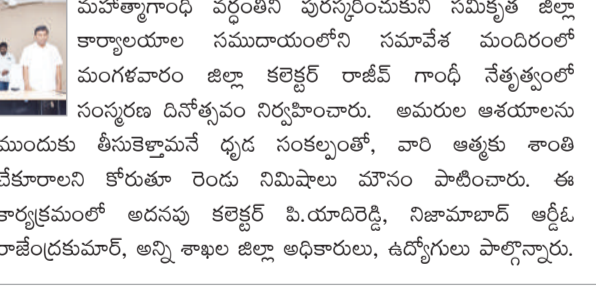 మహాత్మాగాంధీ వర్ధంతిని పురస్కరించుకుని సమీకృత జిల్లా
కార్యాలయాల సముదాయంలోని సమావేశ మందిరంలో
మంగళవారం జిల్లా కలెక్టర్ రాజీవ్ గాంధీ నేతృత్వంలో
సంస్మరణ దినోత్సవం నిర్వహించారు. అమరుల ఆశయాలను
ముందుకు తీసుకెళ్తామనే ధృడ సంకల్పంతో, వారి ఆత్మకు శాంతి
చేకూరాలని కోరుతూ రెండు నిమిషాలు మౌనం పాటించారు. ఈ
కార్యక్రమంలో అదనపు కలెక్టర్ పి.యాదిరెడ్డి, నిజామాబాద్ ఆర్డీఓ
రాజేంద్రకుమార్, అన్ని శాఖల జిల్లా అధికారులు, ఉద్యోగులు పాల్గొన్నారు.